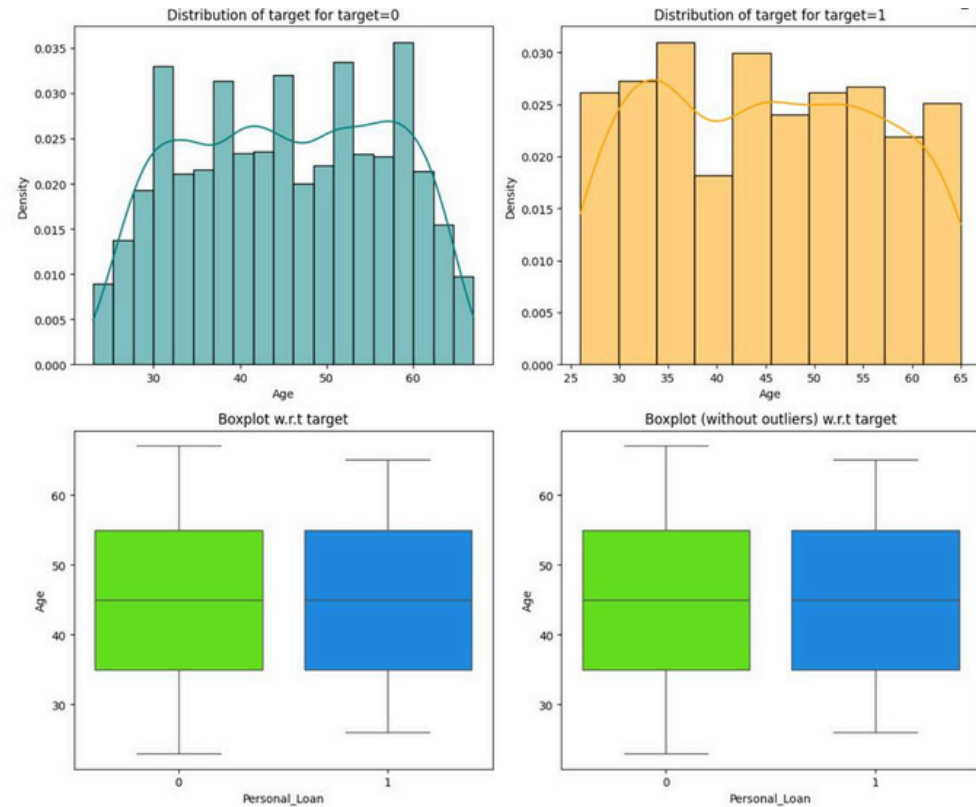 Distribution of target for target=0
0.035
0.030
0.025
0.020
0.015
0.010
0.005
0.000
Density
30 40 50 60
Age
Distribution of target for target=1
0.030
0.025
0.020
0.015
0.010
0.005
0.000
Density
25 30 35 40 45 50 55 60 65
Age
Boxplot w.r.t target
60
50
40
30
Age
0 1
Personal_Loan
Boxplot (without outliers) w.r.t target
60
50
40
30
Age
0 1
Personal_Loan